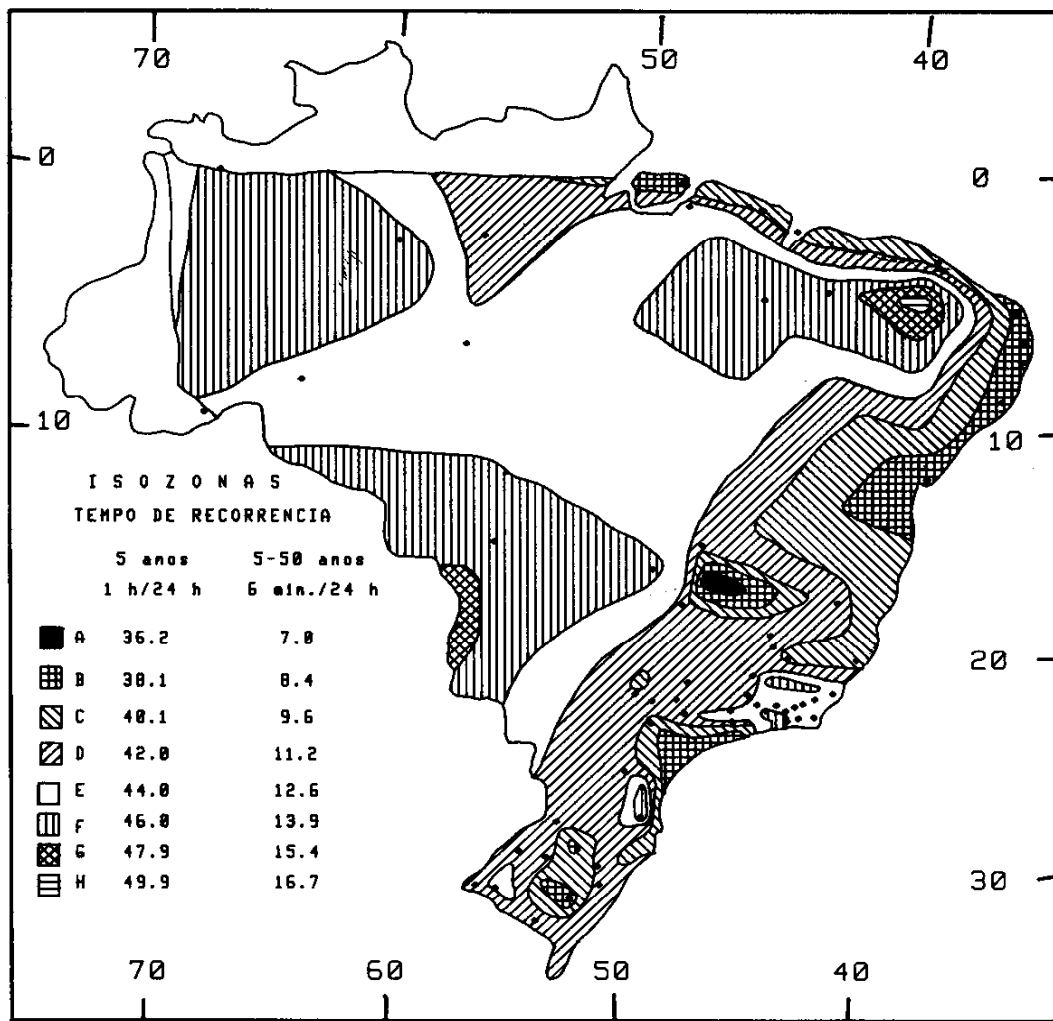 70 50 40
0 0
10 10
ISOZONAS
TEMPO DE RECORRENCIA
5 anos 5-50 anos
1 h/24 h 6 min./24 h
A 36.2 7.0
B 38.1 8.4
C 40.1 9.6
D 42.0 11.2
E 44.0 12.6
F 46.0 13.9
G 47.9 15.4
H 49.9 16.7
20
30
70 60 50 40